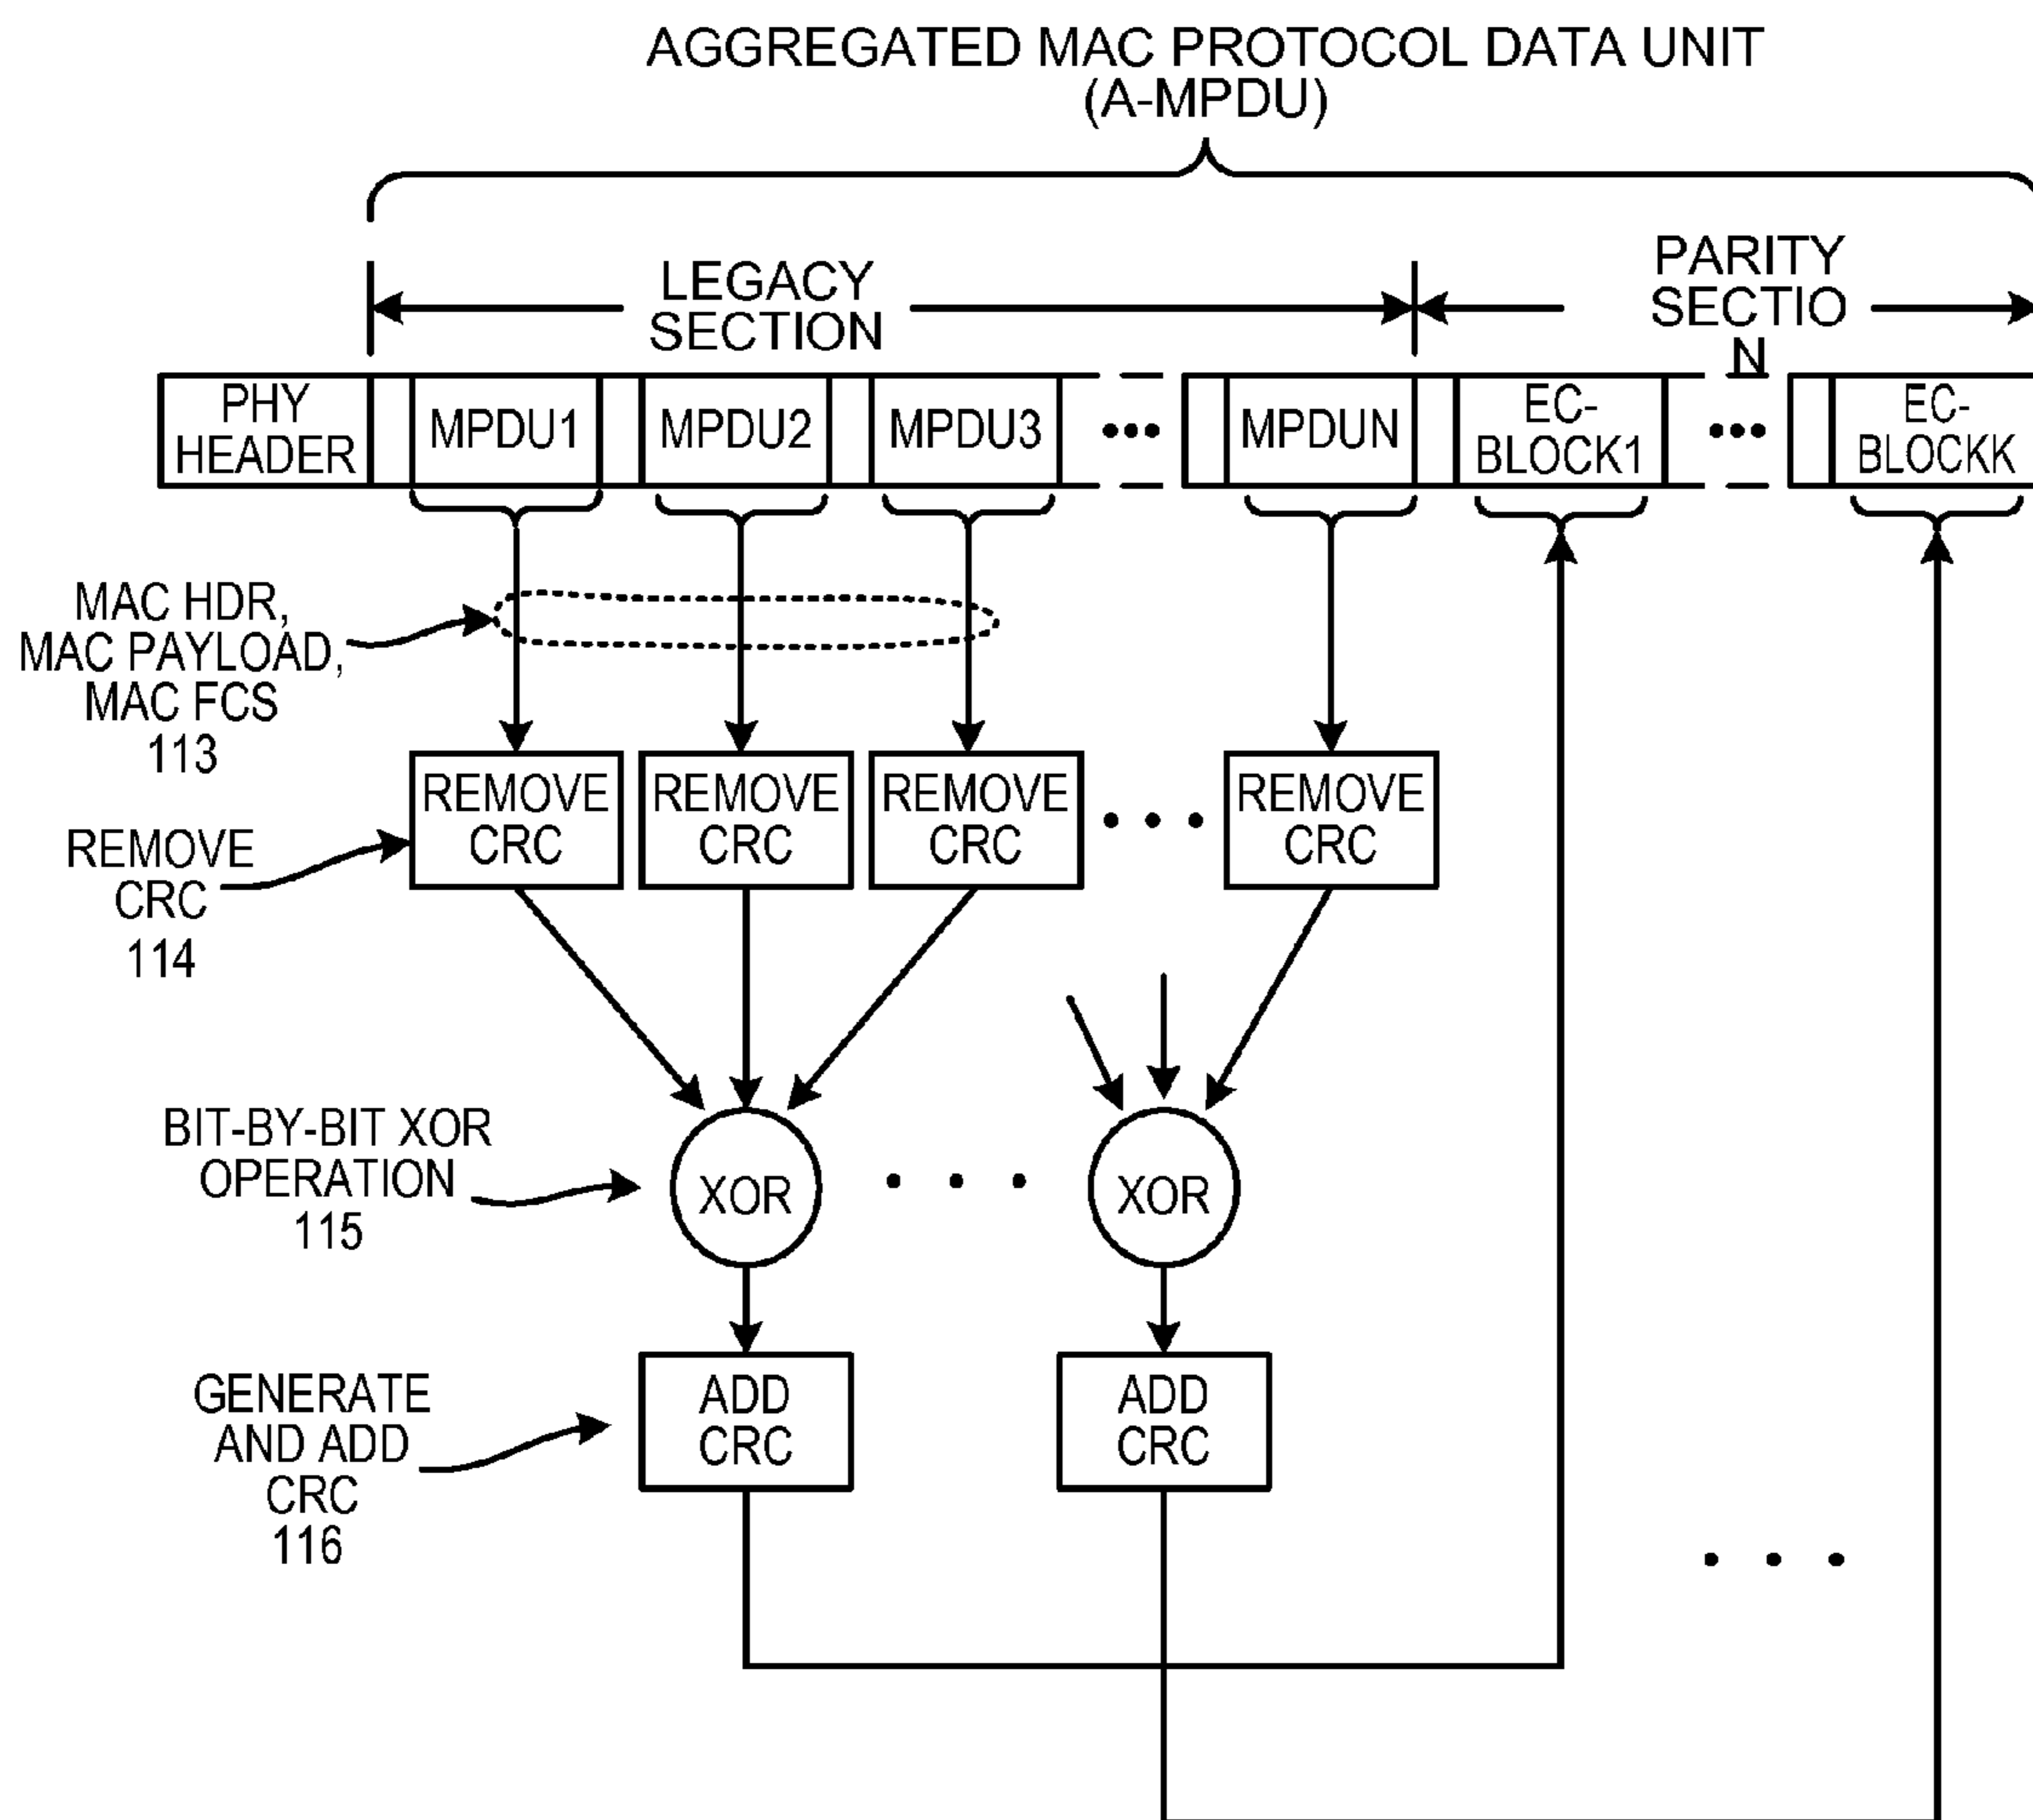 AGGREGATED MAC PROTOCOL DATA UNIT
(A-MPDU)
LEGACY
SECTION
PARITY
SECTIO
N
PHY
HEADER
MPDU1
MPDU2
MPDU3
MPDUN
EC-
BLOCK1
EC-
BLOCKK
MAC HDR,
MAC PAYLOAD,
MAC FCS
113
REMOVE
CRC
REMOVE
CRC
REMOVE
CRC
REMOVE
CRC
REMOVE
CRC
114
BIT-BY-BIT XOR
OPERATION
115
XOR
XOR
GENERATE
AND ADD
CRC
116
ADD
CRC
ADD
CRC